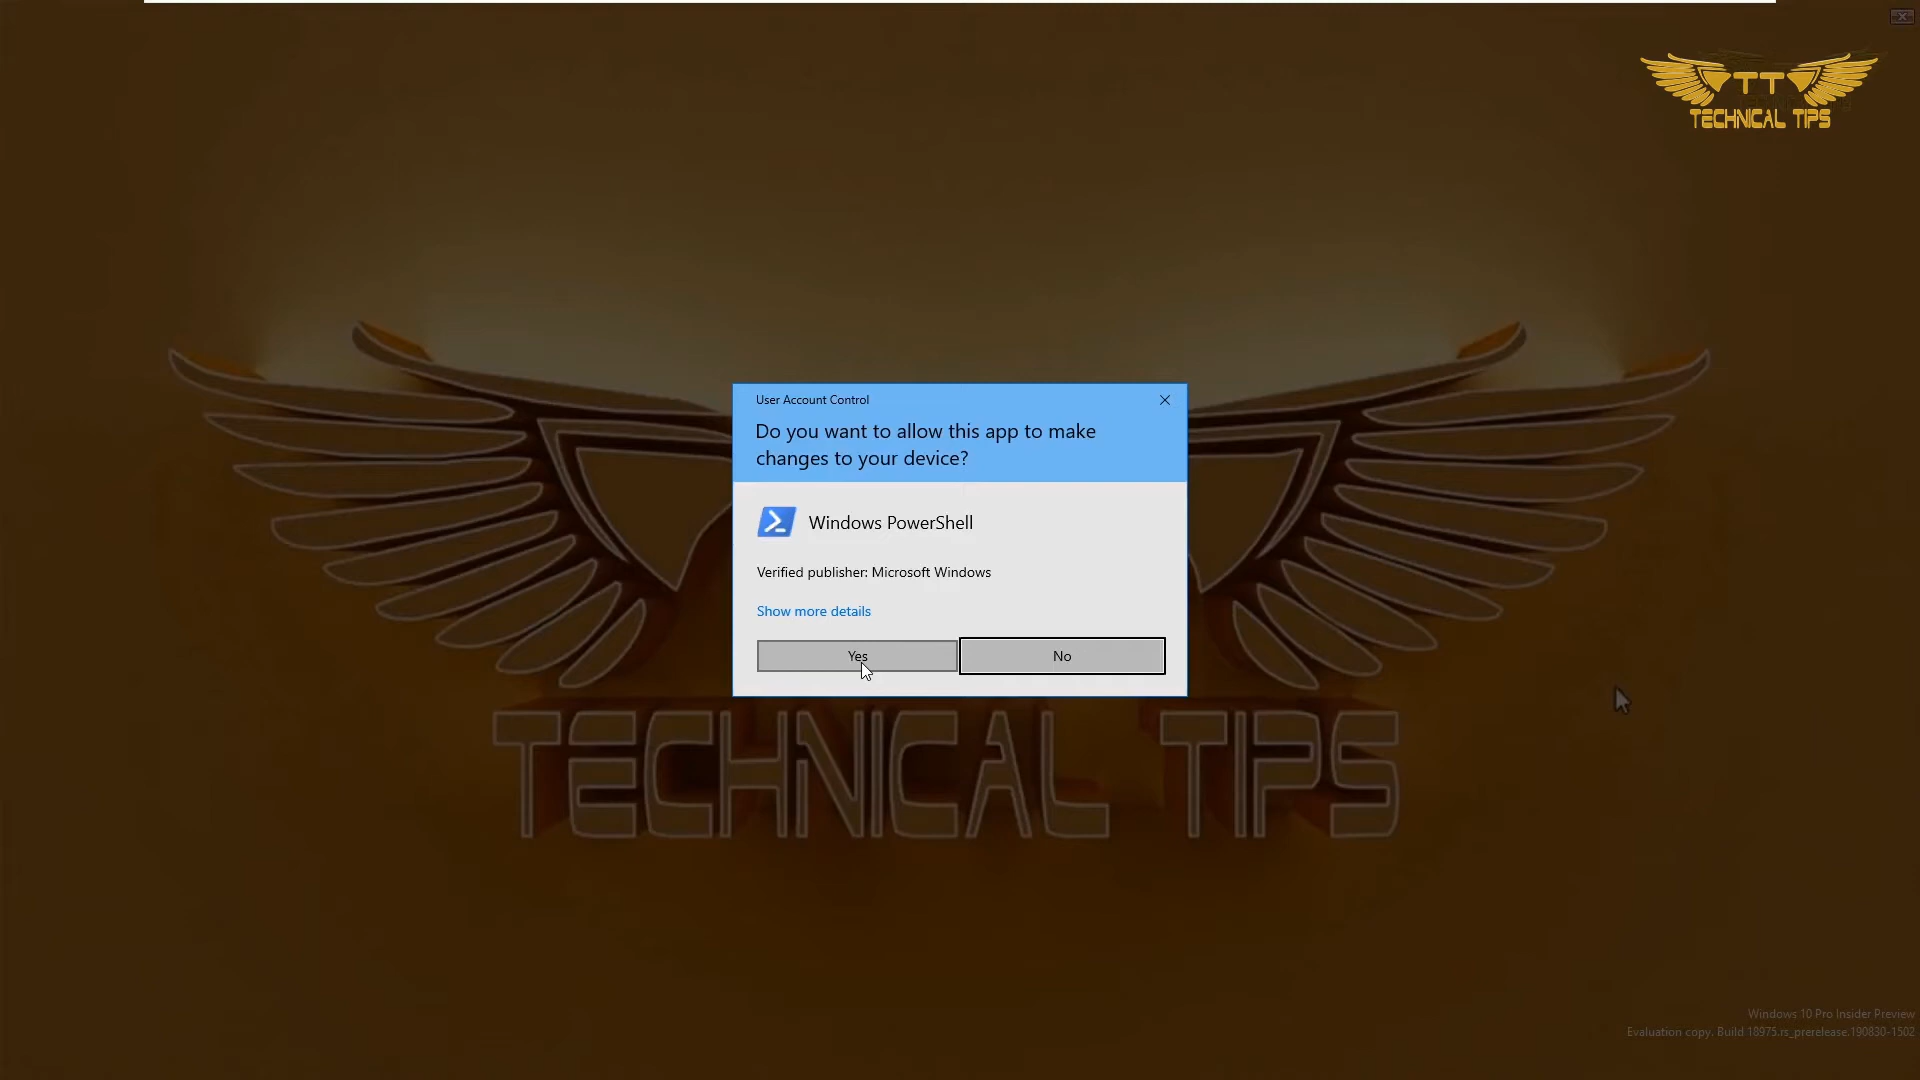 TT
TECHNICAL TIPS
User Account Control
Do you want to allow this app to make
changes to your device?
Windows PowerShell
Verified publisher: Microsoft Windows
Show more details
Yes
No
TECHNICAL TIPS
Windows 10 Pro Insider Preview
Evaluation copy. Build 18975.rs_prerelease.190830-1502